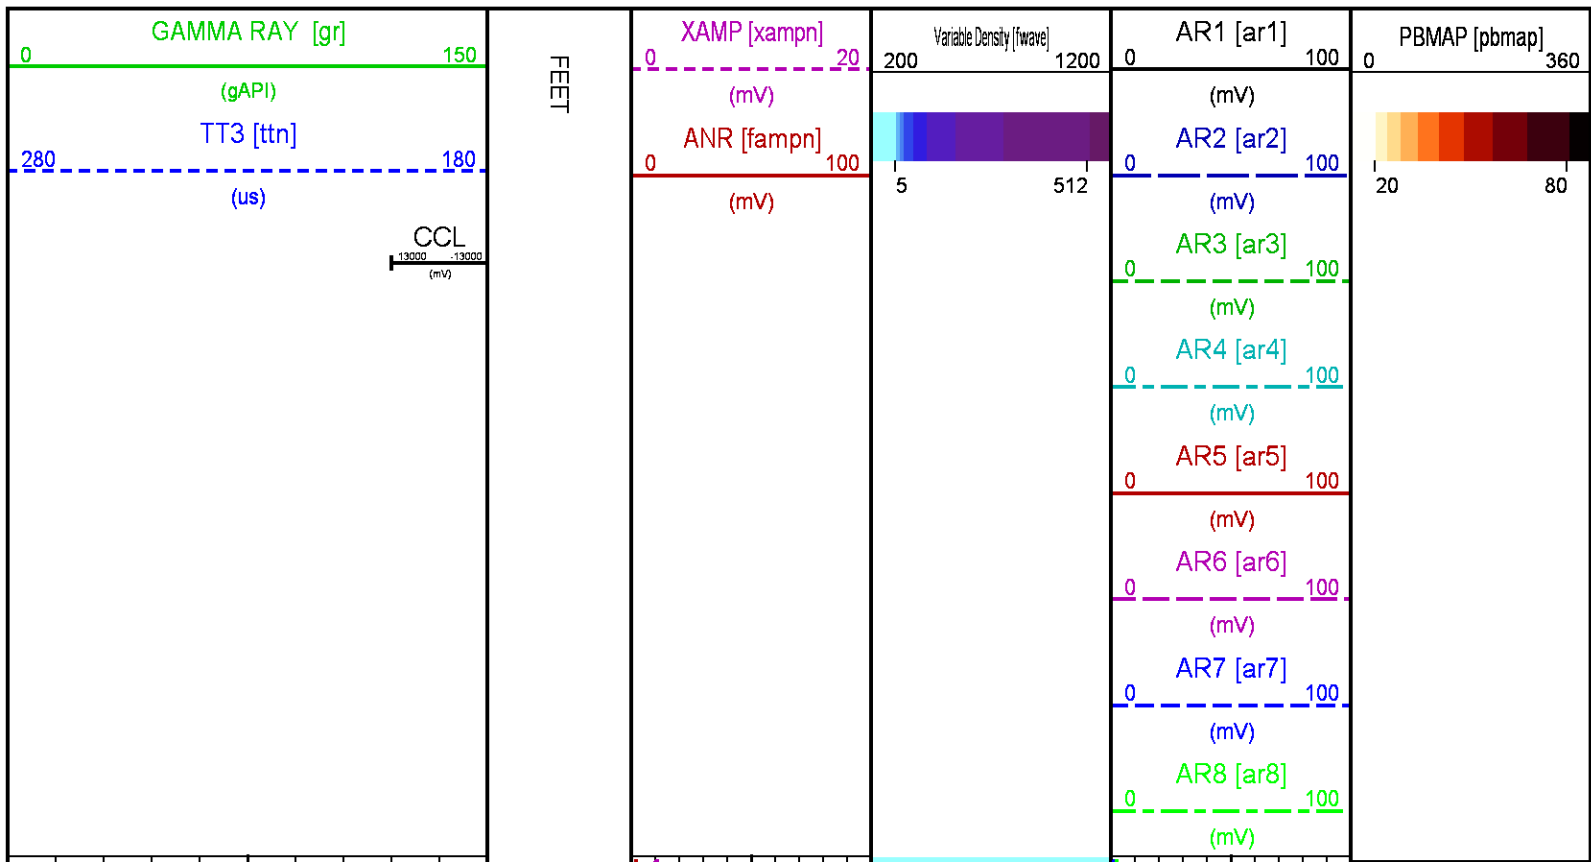 GAMMA RAY [gr]
0 150
(gAPI)
TT3 [ttn]
280 180
(us)
CCL
13000 -13000
(mV)
FEET
XAMP [xampn]
0 20
(mV)
ANR [fampn]
0 100
(mV)
Variable Density [fwave]
200 1200
5 512
AR1 [ar1]
0 100
(mV)
AR2 [ar2]
0 100
(mV)
AR3 [ar3]
0 100
(mV)
AR4 [ar4]
0 100
(mV)
AR5 [ar5]
0 100
(mV)
AR6 [ar6]
0 100
(mV)
AR7 [ar7]
0 100
(mV)
AR8 [ar8]
0 100
(mV)
PBMAP [pbmap]
0 360
20 80